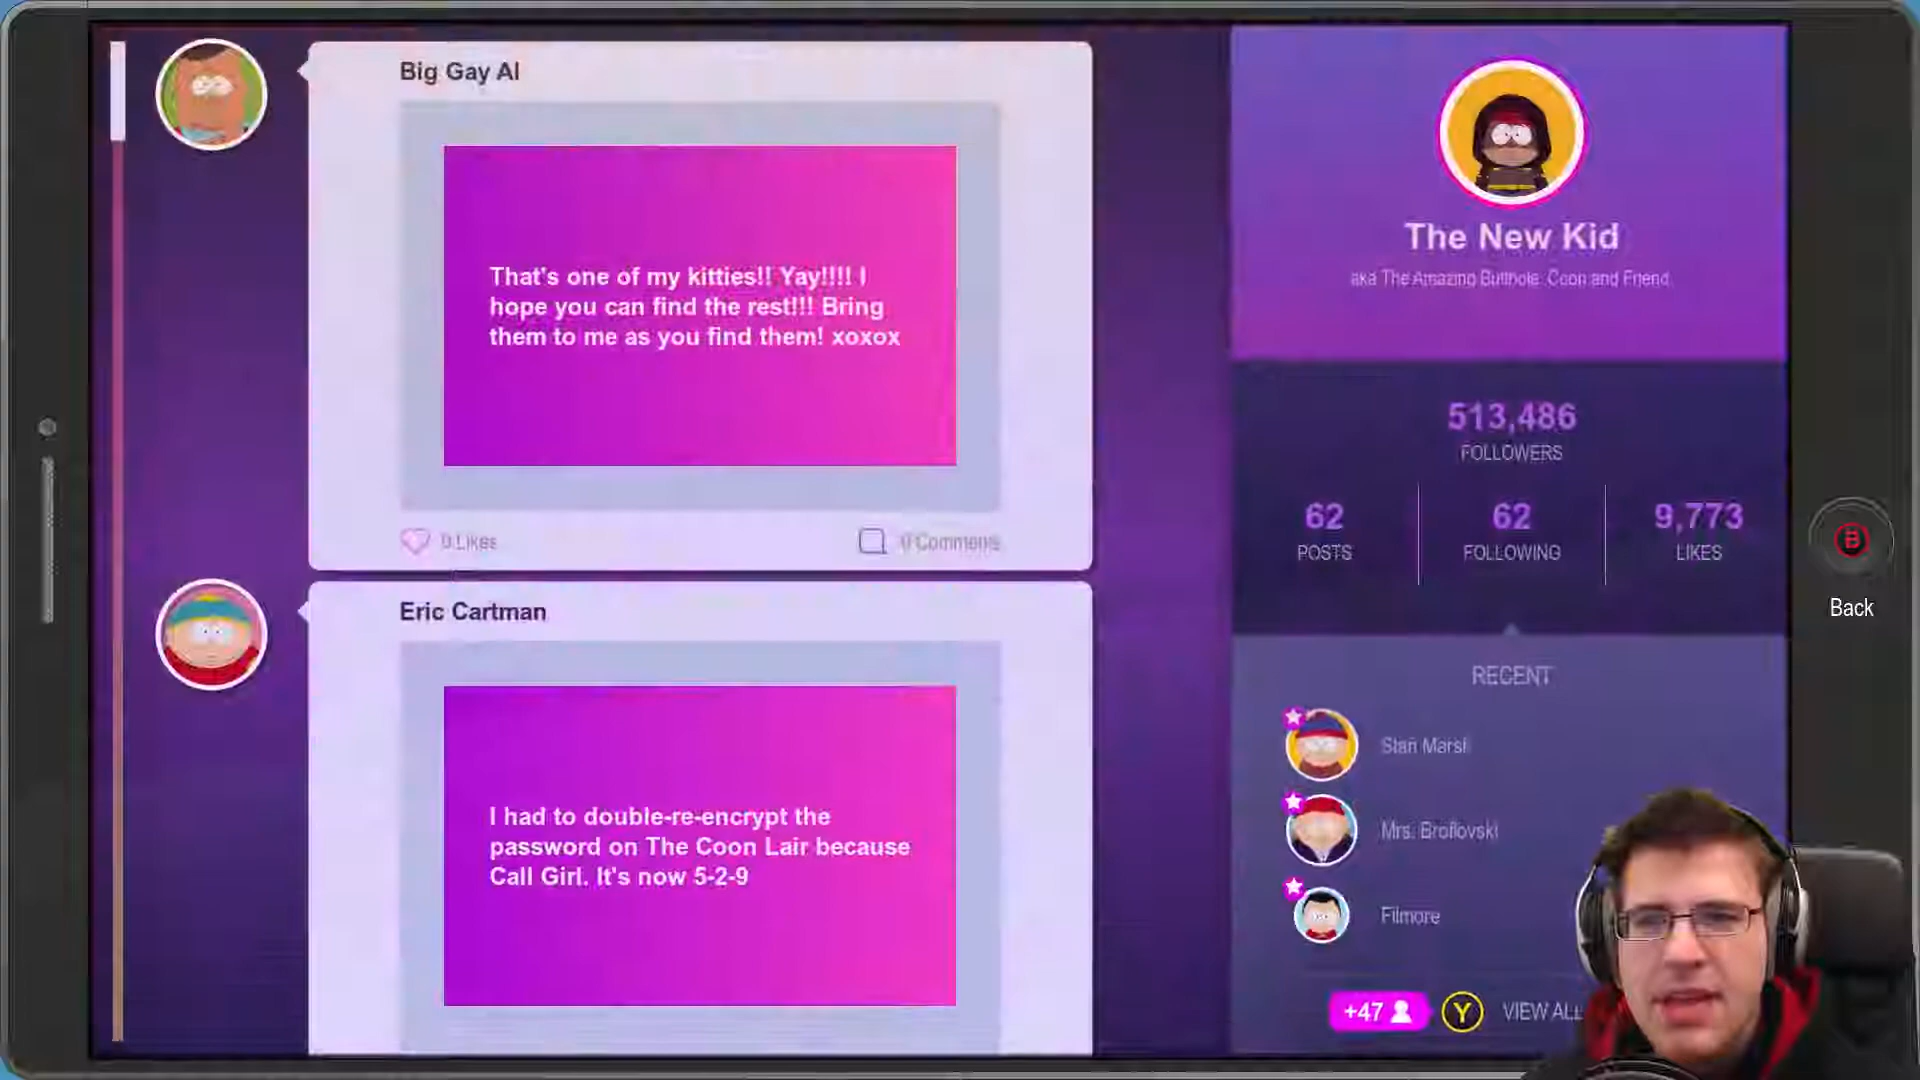 Big Gay Al
That's one of my kitties!! Yay!!!! I
hope you can find the rest!!! Bring
them to me as you find them! xoxox
0 Likes
0 Comments
Eric Cartman
I had to double-re-encrypt the
password on The Coon Lair because
Call Girl. It's now 5-2-9
The New Kid
aka The Amazing Butthole, Coon and Friend
513,486
FOLLOWERS
62
POSTS
62
FOLLOWING
9,773
LIKES
RECENT
Stan Marsh
Mrs. Broflovski
Filmore
+47
Y
VIEW ALL
B
Back